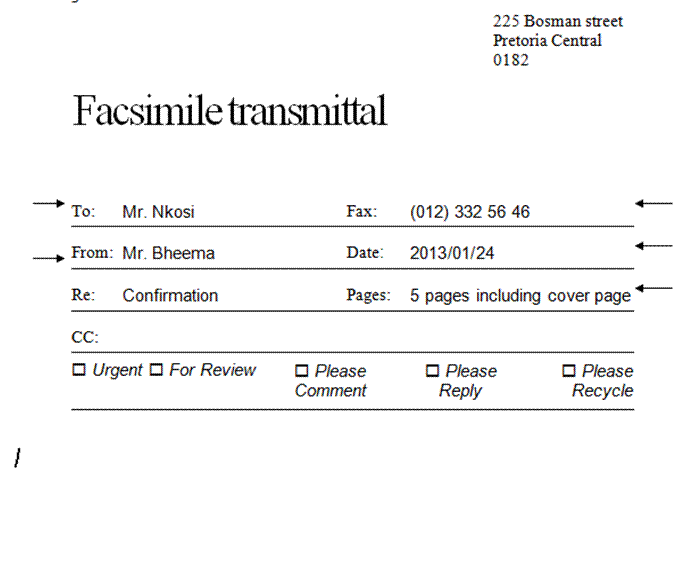 225 Bosman street
Pretoria Central
0182
Facsimile transmittal
To: Mr. Nkosi Fax: (012) 332 56 46
From: Mr. Bheema Date: 2013/01/24
Re: Confirmation Pages: 5 pages including cover page
CC:
Urgent For Review Please Comment Please Reply Please Recycle
/